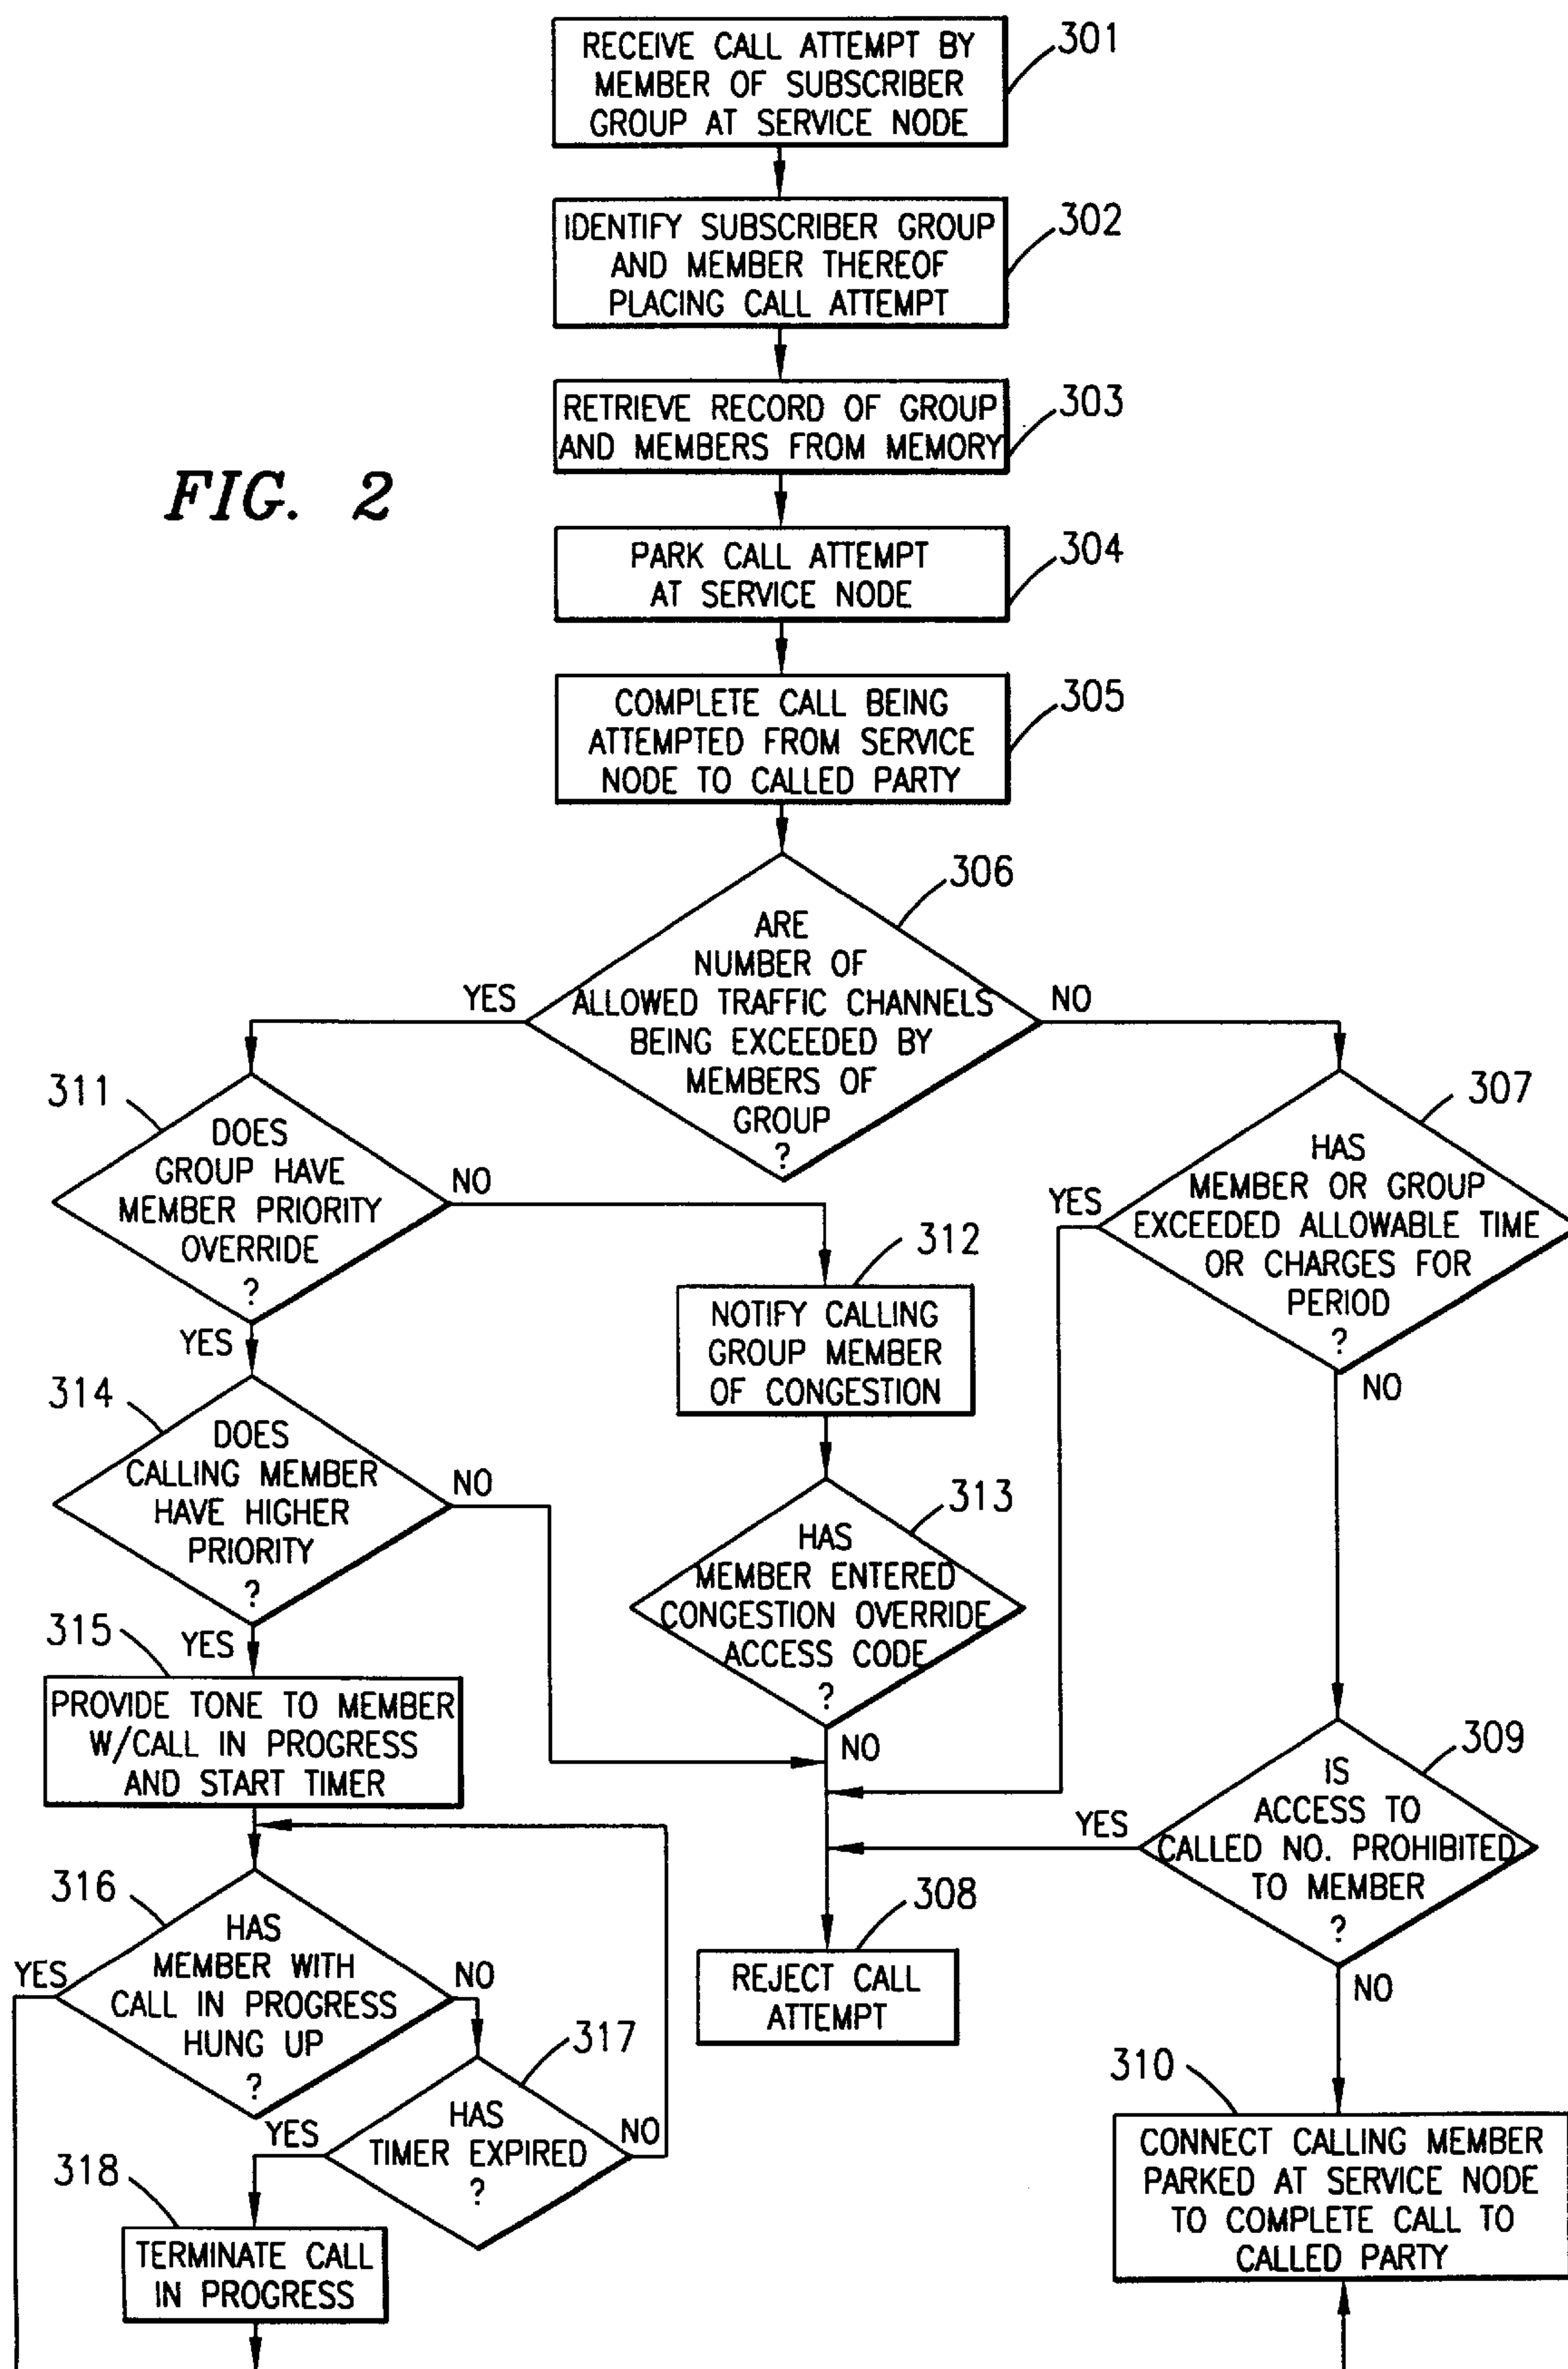 RECEIVE CALL ATTEMPT BY
MEMBER OF SUBSCRIBER
GROUP AT SERVICE NODE
301
IDENTIFY SUBSCRIBER GROUP
AND MEMBER THEREOF
PLACING CALL ATTEMPT
302
RETRIEVE RECORD OF GROUP
AND MEMBERS FROM MEMORY
303
FIG. 2
PARK CALL ATTEMPT
AT SERVICE NODE
304
COMPLETE CALL BEING
ATTEMPTED FROM SERVICE
NODE TO CALLED PARTY
305
306
ARE
NUMBER OF
ALLOWED TRAFFIC CHANNELS
BEING EXCEEDED BY
MEMBERS OF
GROUP
?
YES
NO
311
DOES
GROUP HAVE
MEMBER PRIORITY
OVERRIDE
?
NO
YES
307
HAS
MEMBER OR GROUP
EXCEEDED ALLOWABLE TIME
OR CHARGES FOR
PERIOD
?
YES
NO
312
NOTIFY CALLING
GROUP MEMBER
OF CONGESTION
314
DOES
CALLING MEMBER
HAVE HIGHER
PRIORITY
?
NO
YES
313
HAS
MEMBER ENTERED
CONGESTION OVERRIDE
ACCESS CODE
?
NO
315
PROVIDE TONE TO MEMBER
W/CALL IN PROGRESS
AND START TIMER
309
IS
ACCESS TO
CALLED NO. PROHIBITED
TO MEMBER
?
YES
NO
316
HAS
MEMBER WITH
CALL IN PROGRESS
HUNG UP
?
YES
NO
308
REJECT CALL
ATTEMPT
317
HAS
TIMER EXPIRED
?
YES
NO
318
TERMINATE CALL
IN PROGRESS
310
CONNECT CALLING MEMBER
PARKED AT SERVICE NODE
TO COMPLETE CALL TO
CALLED PARTY